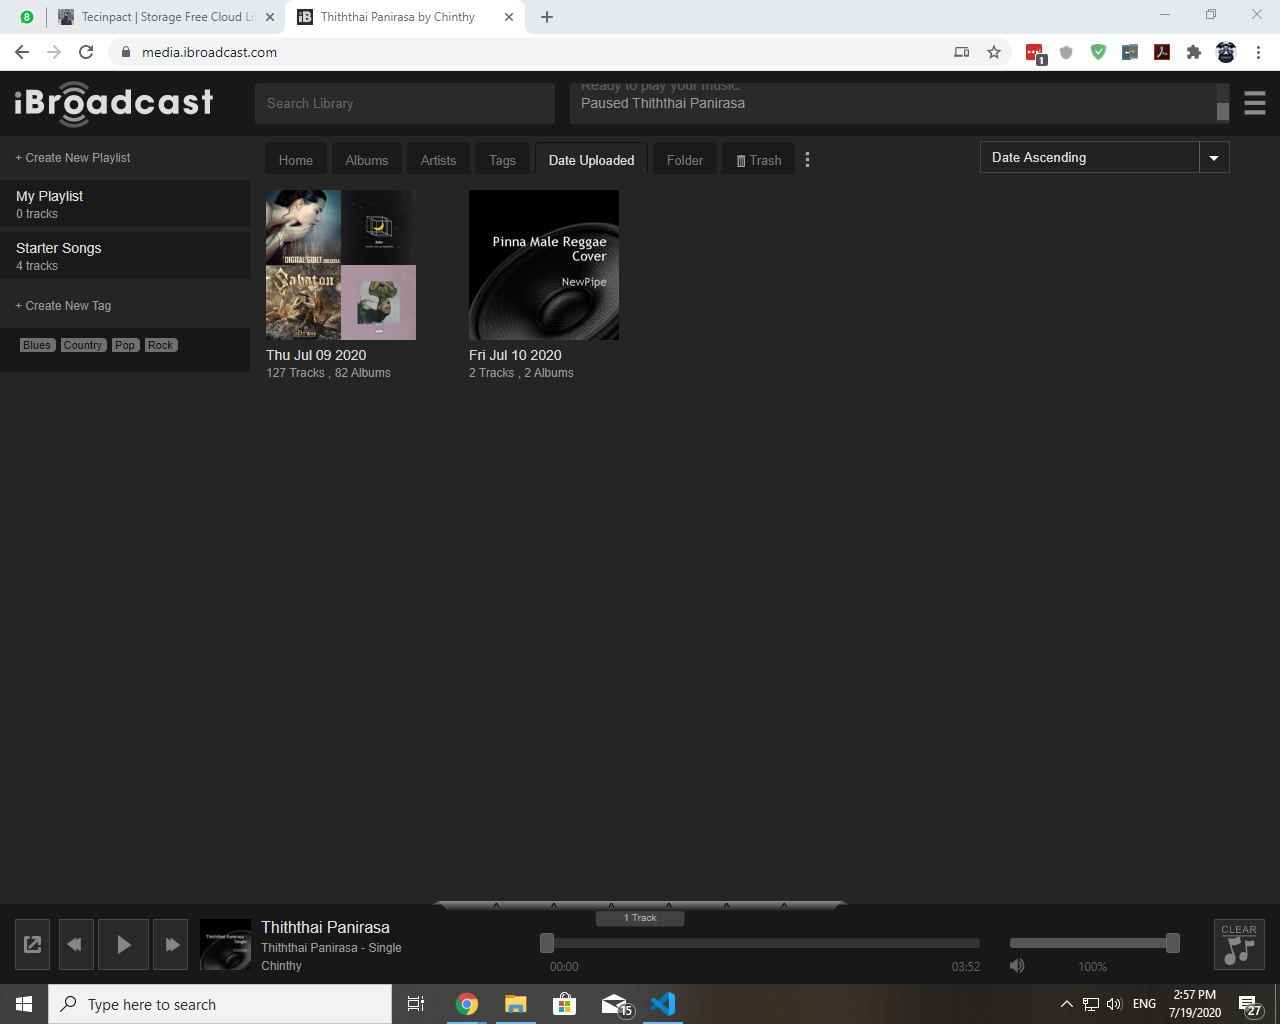 8
Tecinpact | Storage Free Cloud Li
Thiththai Panirasa by Chinthy
media.ibroadcast.com
1
iBroadcast
Search Library
Ready to play your music.
Paused Thiththai Panirasa
+ Create New Playlist
Home
Albums
Artists
Tags
Date Uploaded
Folder
Trash
Date Ascending
My Playlist
0 tracks
Starter Songs
4 tracks
+ Create New Tag
Blues
Country
Pop
Rock
DIGITAL GUILT
Sabaton
Pinna Male Reggae
Cover
NewPipe
Thu Jul 09 2020
127 Tracks , 82 Albums
Fri Jul 10 2020
2 Tracks , 2 Albums
1 Track
Thiththai Panirasa
Single
Thiththai Panirasa
Thiththai Panirasa - Single
Chinthy
00:00
03:52
100%
CLEAR
Type here to search
15
ENG
2:57 PM
7/19/2020
27